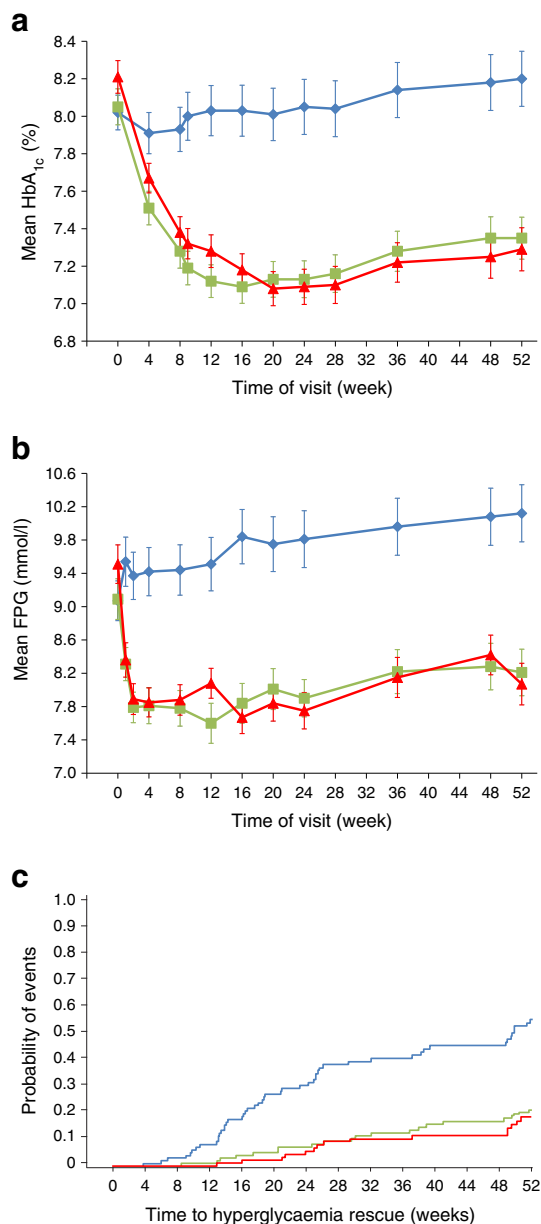 a
8.4
8.2
8.0
7.8
7.6
7.4
7.2
7.0
6.8
Mean HbA1c (%)
0 4 8 12 16 20 24 28 32 36 40 44 48 52
Time of visit (week)
b
10.6
10.2
9.8
9.4
9.0
8.6
8.2
7.8
7.4
7.0
Mean FPG (mmol/l)
0 4 8 12 16 20 24 28 32 36 40 44 48 52
Time of visit (week)
c
1.0
0.9
0.8
0.7
0.6
0.5
0.4
0.3
0.2
0.1
0
Probability of events
0 4 8 12 16 20 24 28 32 36 40 44 48 52
Time to hyperglycaemia rescue (weeks)